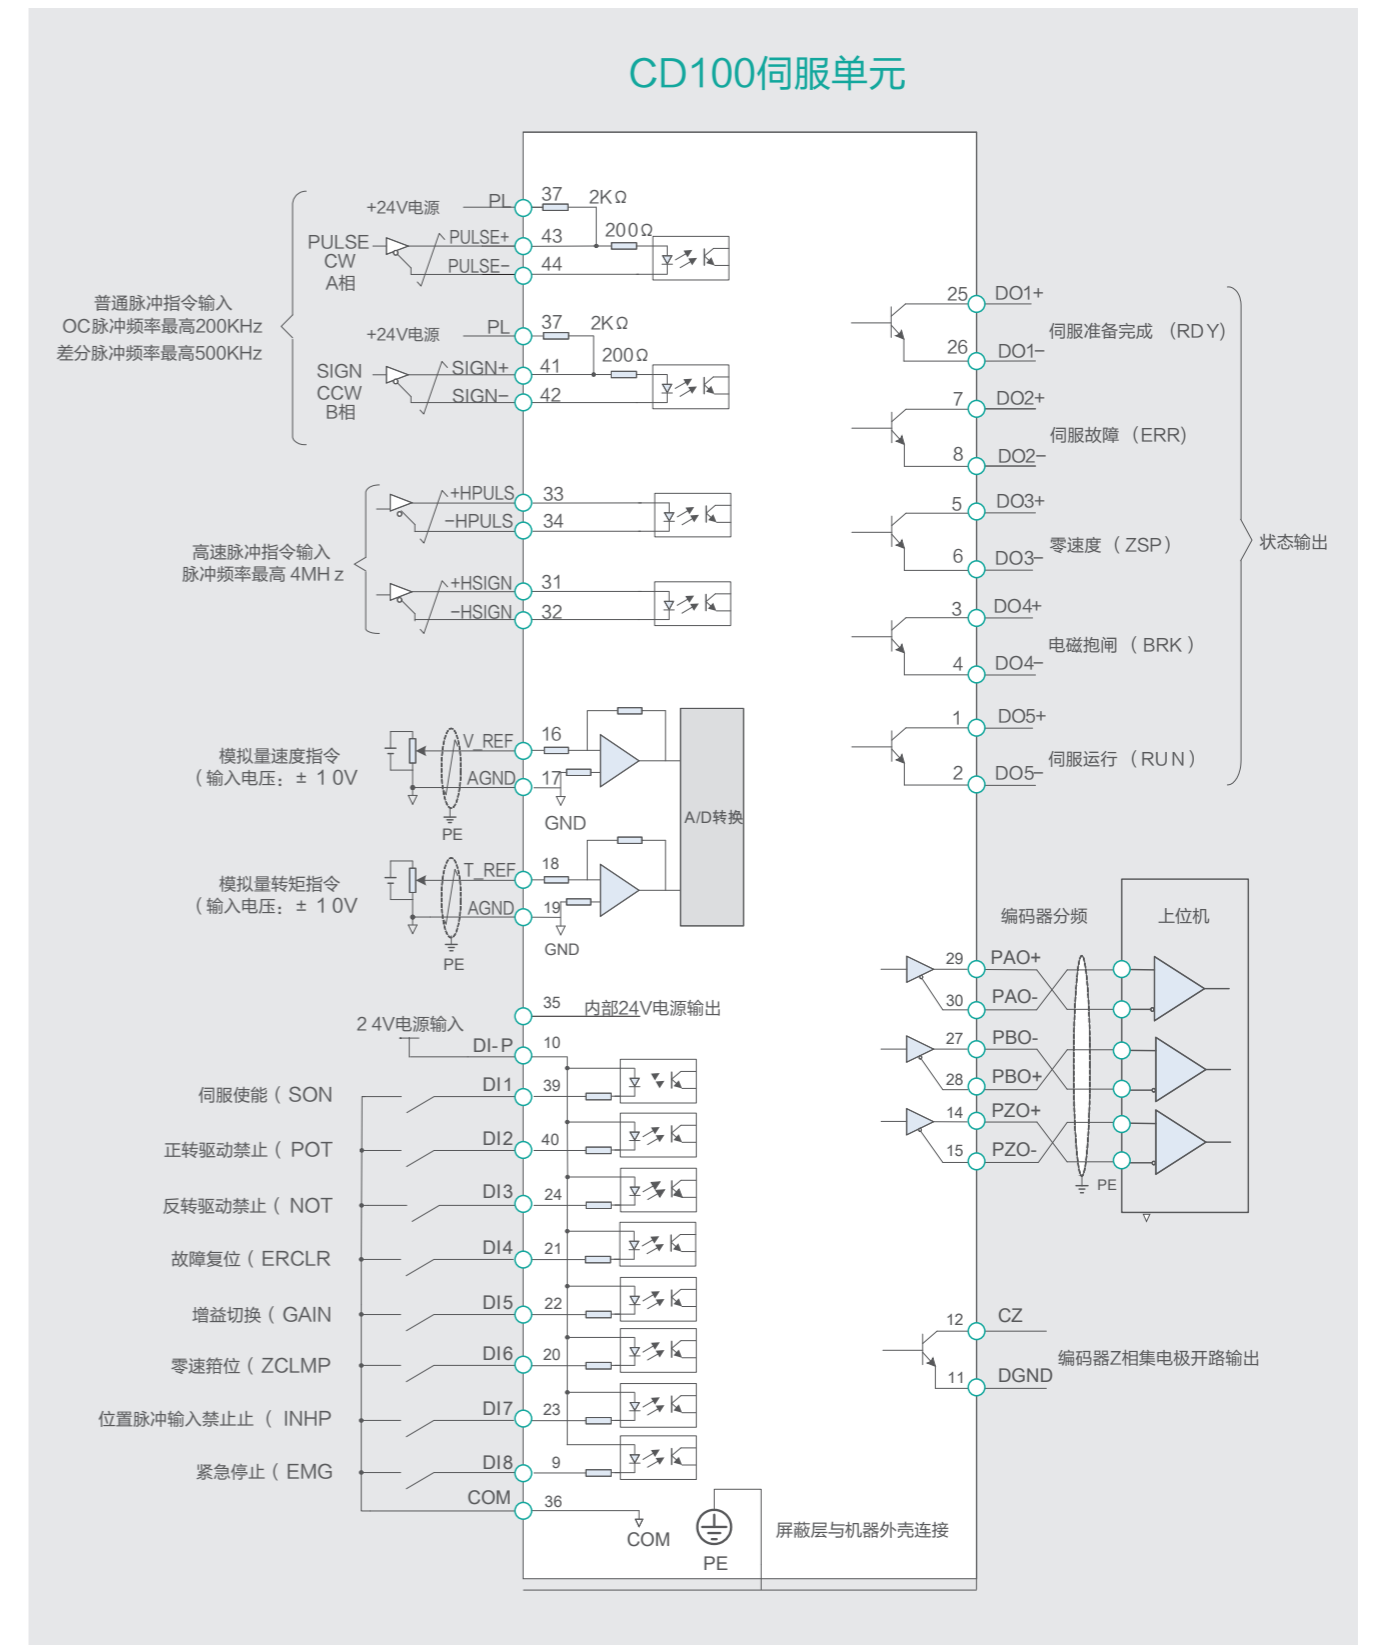 CD100伺服单元
+24V电源
PL
37
2KΩ
200Ω
PULSE
CW
A相
PULSE+
43
PULSE−
44
普通脉冲指令输入
OC脉冲频率最高200KHz
差分脉冲频率最高500KHz
+24V电源
PL
37
2KΩ
200Ω
SIGN
CCW
B相
SIGN+
41
SIGN−
42
+HPULS
33
−HPULS
34
高速脉冲指令输入
脉冲频率最高 4MH z
+HSIGN
31
−HSIGN
32
模拟量速度指令
（输入电压：± 1 0V
V_REF
16
AGND
17
GND
PE
A/D转换
模拟量转矩指令
（输入电压：± 1 0V
T_REF
18
AGND
19
GND
PE
35
内部24V电源输出
2 4V电源输入
DI-P
10
伺服使能 ( SON
DI1
39
正转驱动禁止 ( POT
DI2
40
反转驱动禁止 ( NOT
DI3
24
故障复位 ( ERCLR
DI4
21
增益切换 ( GAIN
DI5
22
零速箝位 ( ZCLMP
DI6
20
位置脉冲输入禁止止 ( INHP
DI7
23
紧急停止 ( EMG
DI8
9
COM
36
COM
PE
屏蔽层与机器外壳连接
25
DO1+
26
DO1−
伺服准备完成 （RD Y)
7
DO2+
8
DO2−
伺服故障 （ERR)
5
DO3+
6
DO3−
零速度 ( ZSP )
3
DO4+
4
DO4−
电磁抱闸 ( BRK )
1
DO5+
2
DO5−
伺服运行 ( RU N )
状态输出
编码器分频
上位机
29
PAO+
30
PAO-
27
PBO-
28
PBO+
14
PZO+
15
PZO-
PE
12
CZ
11
DGND
编码器Z相集电极开路输出